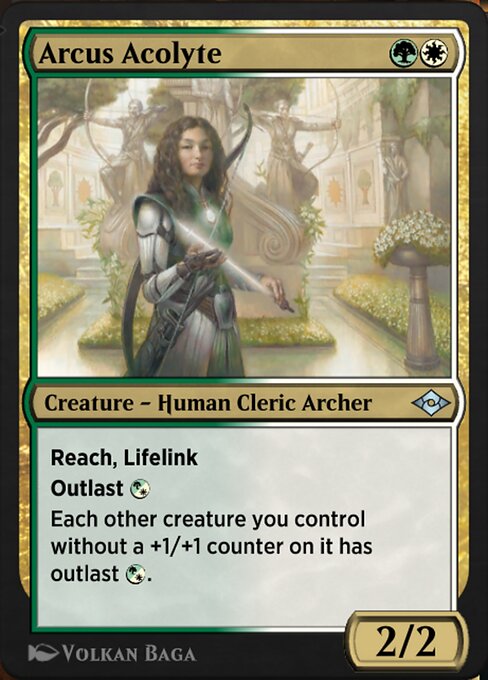 Arcus Acolyte
Creature – Human Cleric Archer
Reach, Lifelink
Outlast
Each other creature you control
without a +1/+1 counter on it has
outlast .
2/2
Volkan Baga